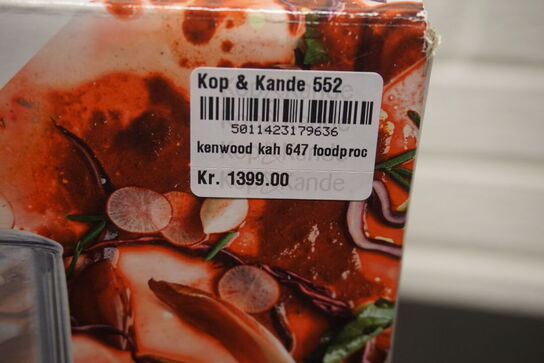 Kop & Kande 552
5011423179636
kenwood kah 647 foodproc
Kr. 1399.00